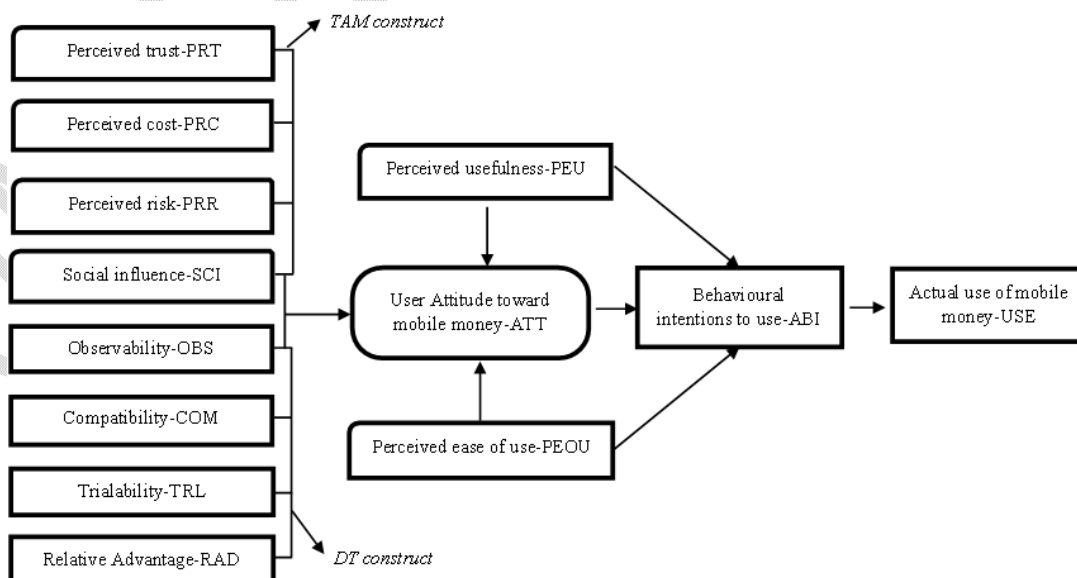 TAM construct
Perceived trust-PRT
Perceived cost-PRC
Perceived risk-PRR
Social influence-SCI
Observability-OBS
Compatibility-COM
Trialability-TRL
Relative Advantage-RAD
DT construct
Perceived usefulness-PEU
User Attitude toward
mobile money-ATT
Perceived ease of use-PEOU
Behavioural
intentions to use-ABI
Actual use of mobile
money-USE